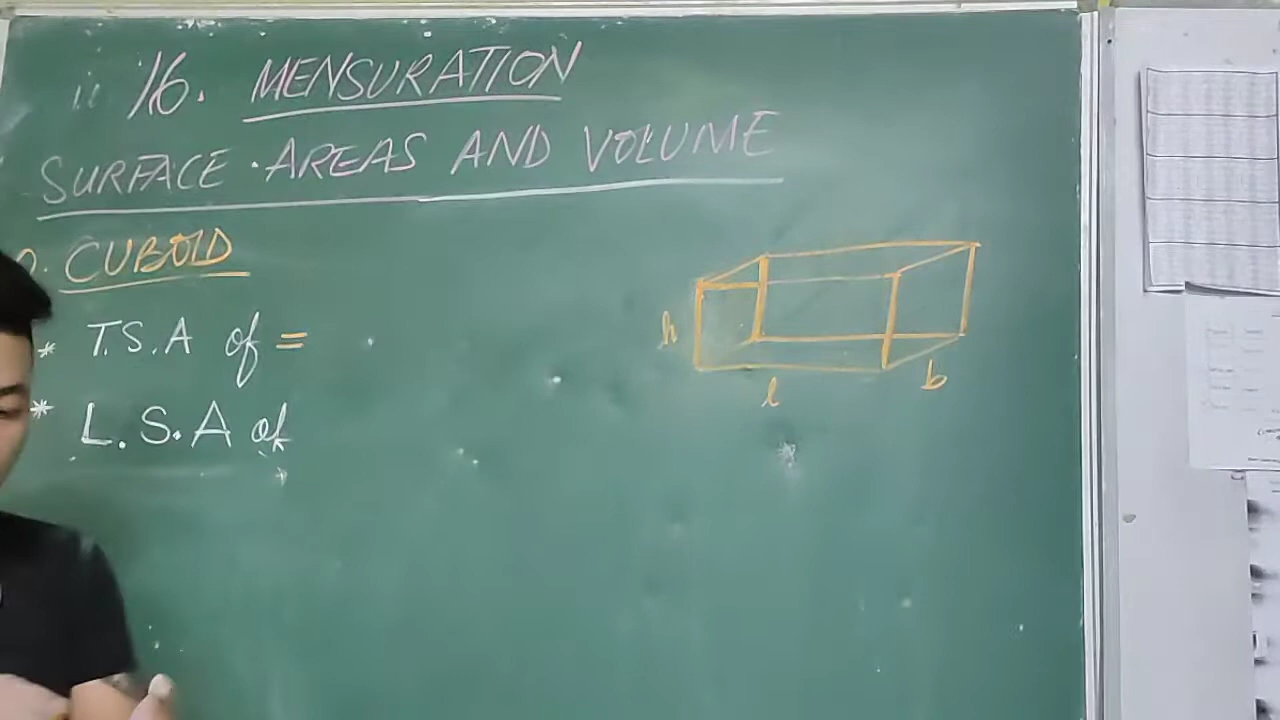 16. MENSURATION
SURFACE AREAS AND VOLUME
CUBOID
* T.S.A of =
* L.S.A of
h
l
b